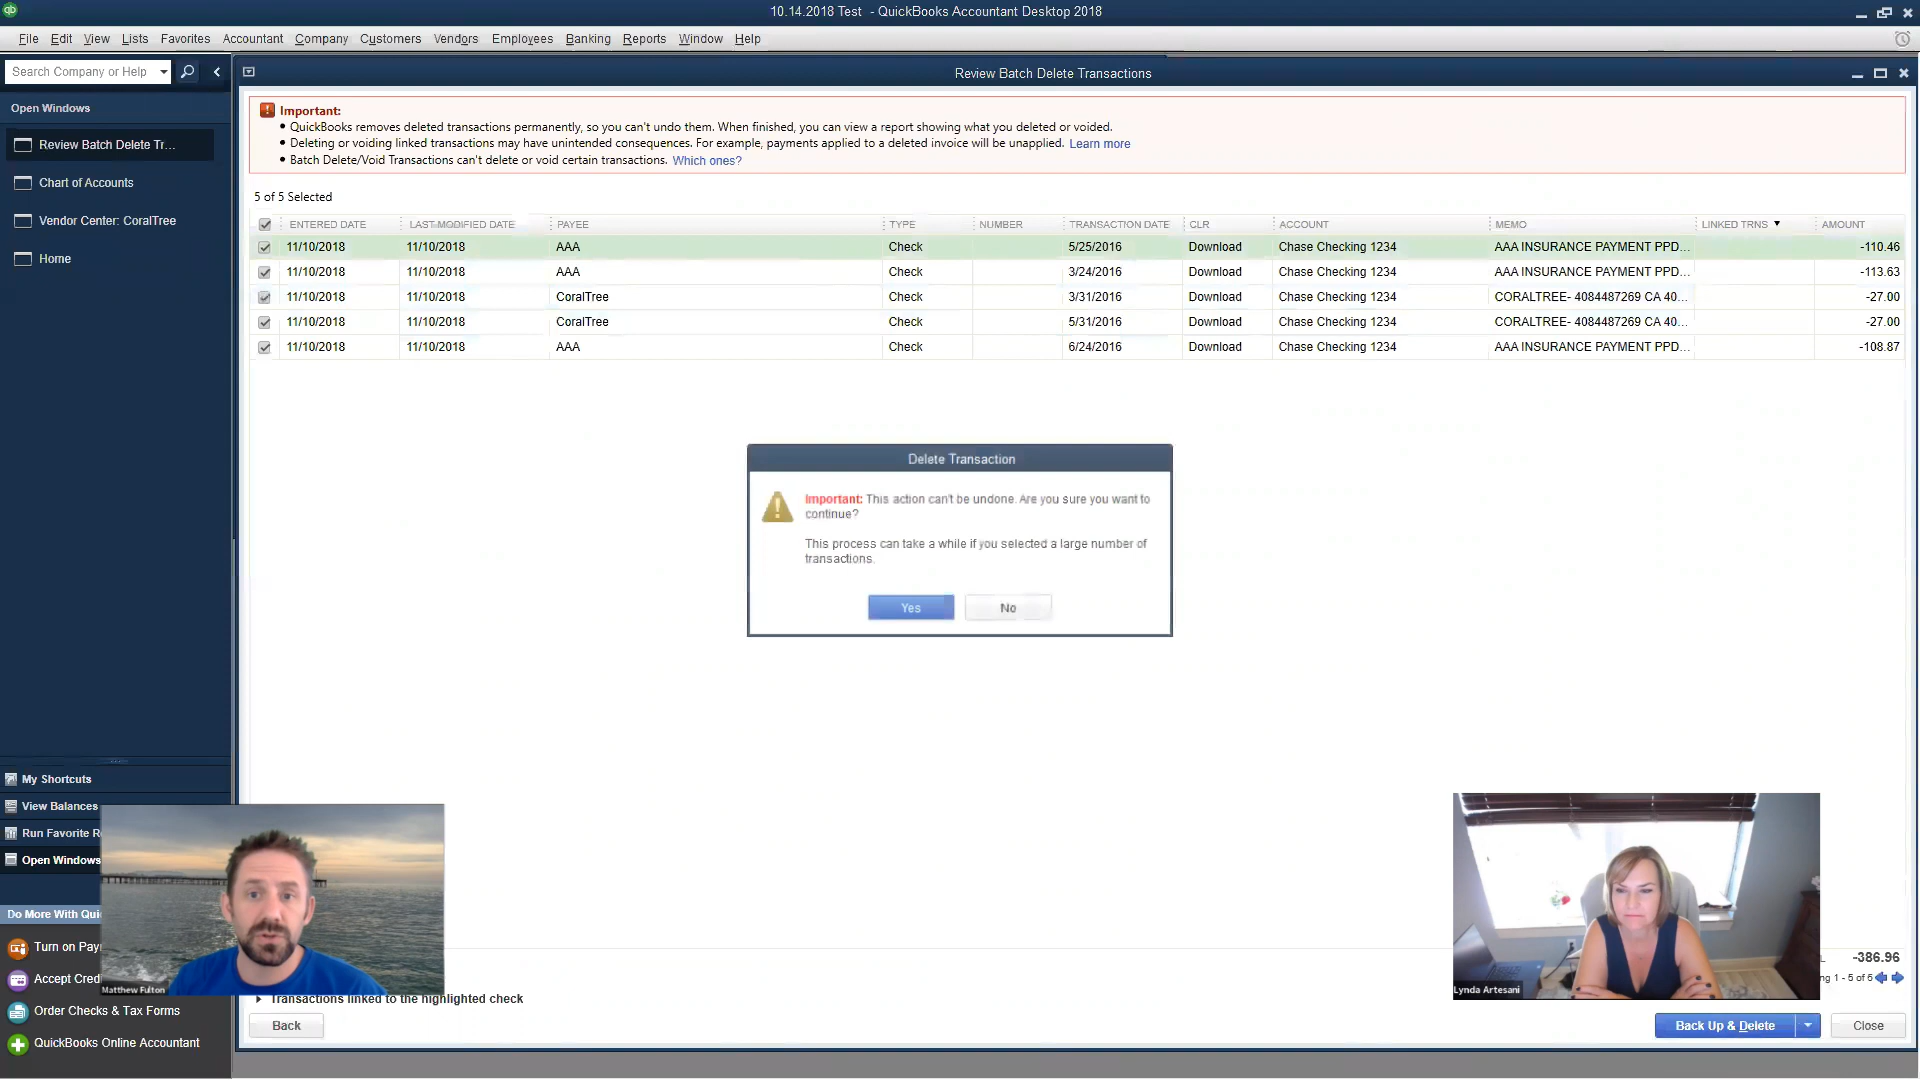 qb
10.14.2018 Test - QuickBooks Accountant Desktop 2018
File Edit View Lists Favorites Accountant Company Customers Vendors Employees Banking Reports Window Help
Search Company or Help
Review Batch Delete Transactions
Open Windows
Review Batch Delete Tr...
Chart of Accounts
Vendor Center: CoralTree
Home
Important:
• QuickBooks removes deleted transactions permanently, so you can't undo them. When finished, you can view a report showing what you deleted or voided.
• Deleting or voiding linked transactions may have unintended consequences. For example, payments applied to a deleted invoice will be unapplied. Learn more
• Batch Delete/Void Transactions can't delete or void certain transactions. Which ones?
5 of 5 Selected
ENTERED DATE LAST MODIFIED DATE PAYEE TYPE NUMBER TRANSACTION DATE CLR ACCOUNT MEMO LINKED TRNS AMOUNT
11/10/2018 11/10/2018 AAA Check 5/25/2016 Download Chase Checking 1234 AAA INSURANCE PAYMENT PPD... -110.46
11/10/2018 11/10/2018 AAA Check 3/24/2016 Download Chase Checking 1234 AAA INSURANCE PAYMENT PPD... -113.63
11/10/2018 11/10/2018 CoralTree Check 3/31/2016 Download Chase Checking 1234 CORALTREE- 4084487269 CA 40... -27.00
11/10/2018 11/10/2018 CoralTree Check 5/31/2016 Download Chase Checking 1234 CORALTREE- 4084487269 CA 40... -27.00
11/10/2018 11/10/2018 AAA Check 6/24/2016 Download Chase Checking 1234 AAA INSURANCE PAYMENT PPD... -108.87
Delete Transaction
Important: This action can't be undone. Are you sure you want to
continue?
This process can take a while if you selected a large number of
transactions.
Yes No
My Shortcuts
View Balances
Run Favorite R
Open Windows
Do More With Qui
Turn on Pay
Accept Cred
Order Checks & Tax Forms
QuickBooks Online Accountant
Matthew Fulton
Lynda Artesani
L -386.96
ng 1 - 5 of 5
Transactions linked to the highlighted check
Back
Back Up & Delete
Close